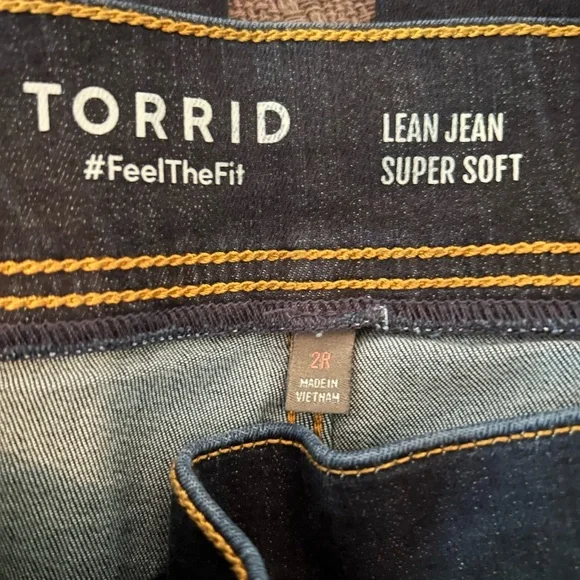 TORRID
#FeelTheFit
LEAN JEAN
SUPER SOFT
2R
MADE IN
VIETNAM